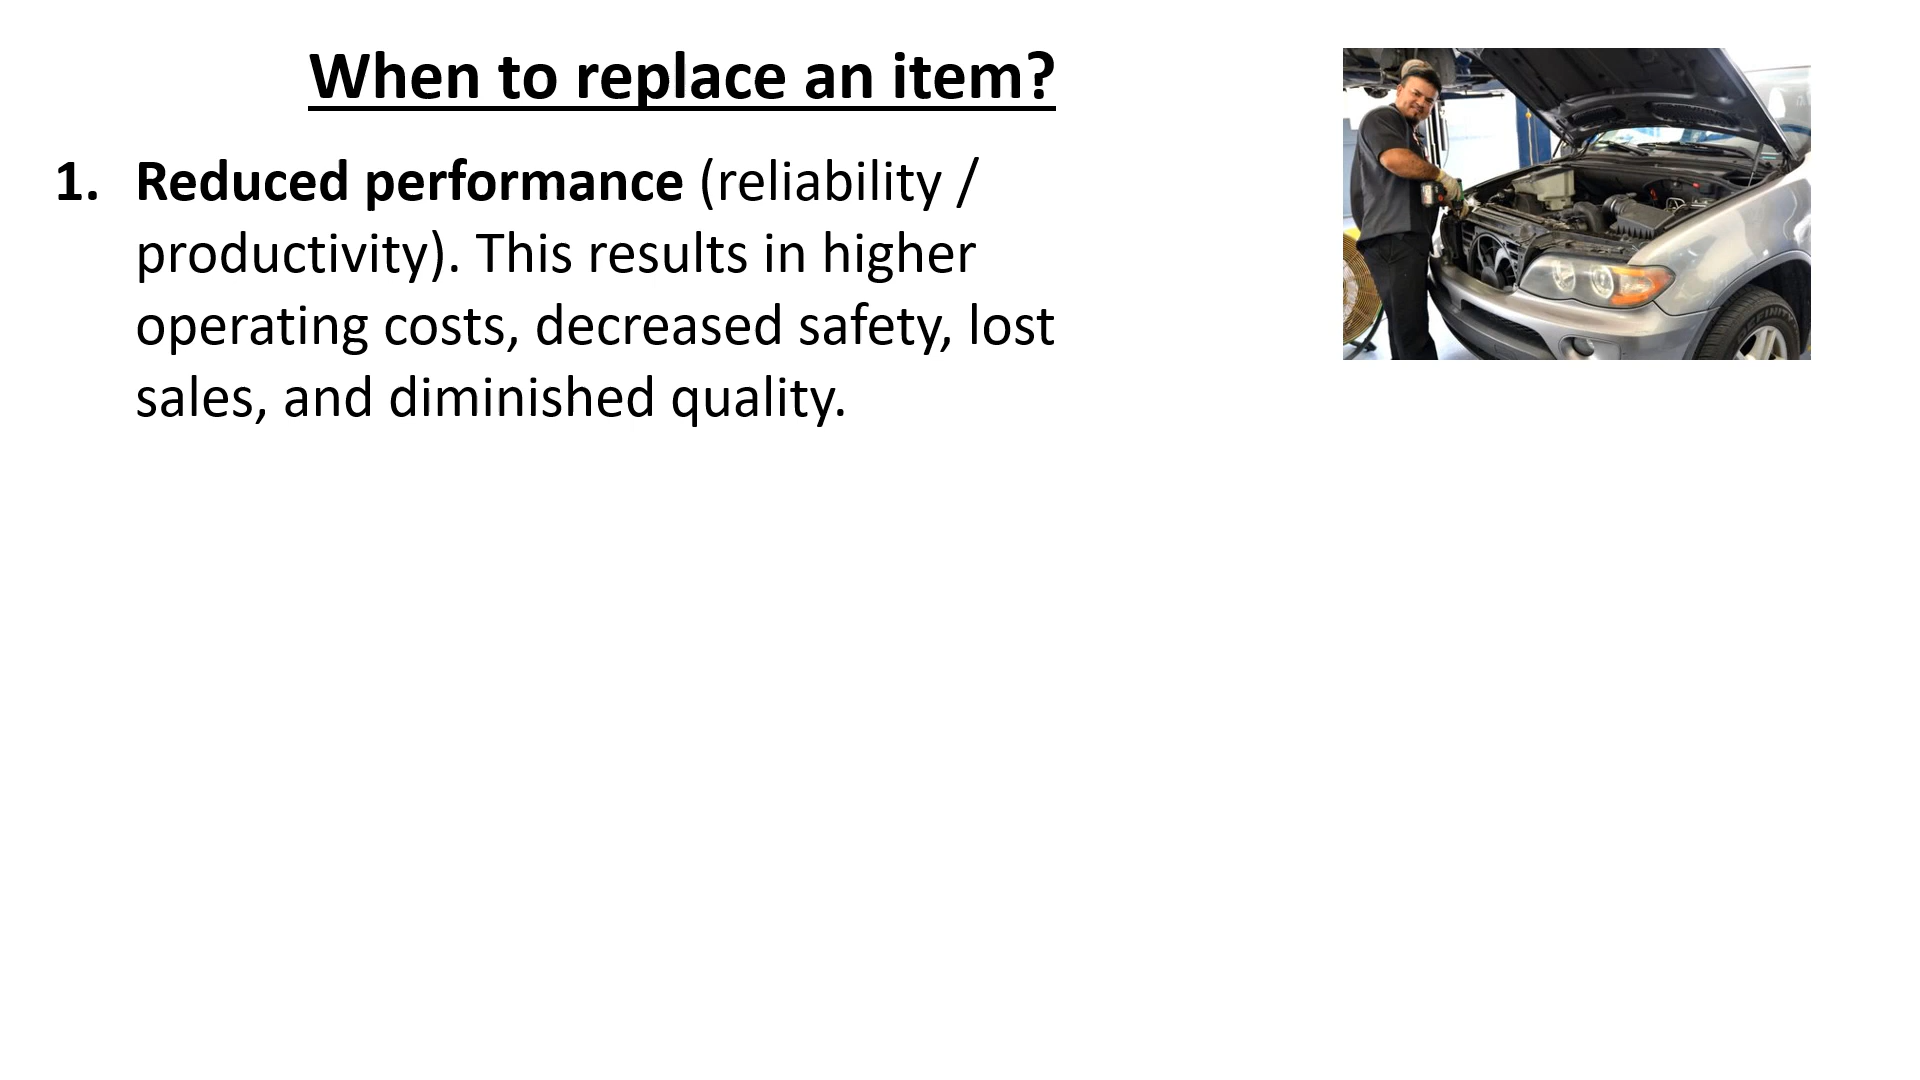 When to replace an item?
1. Reduced performance (reliability /
productivity). This results in higher
operating costs, decreased safety, lost
sales, and diminished quality.